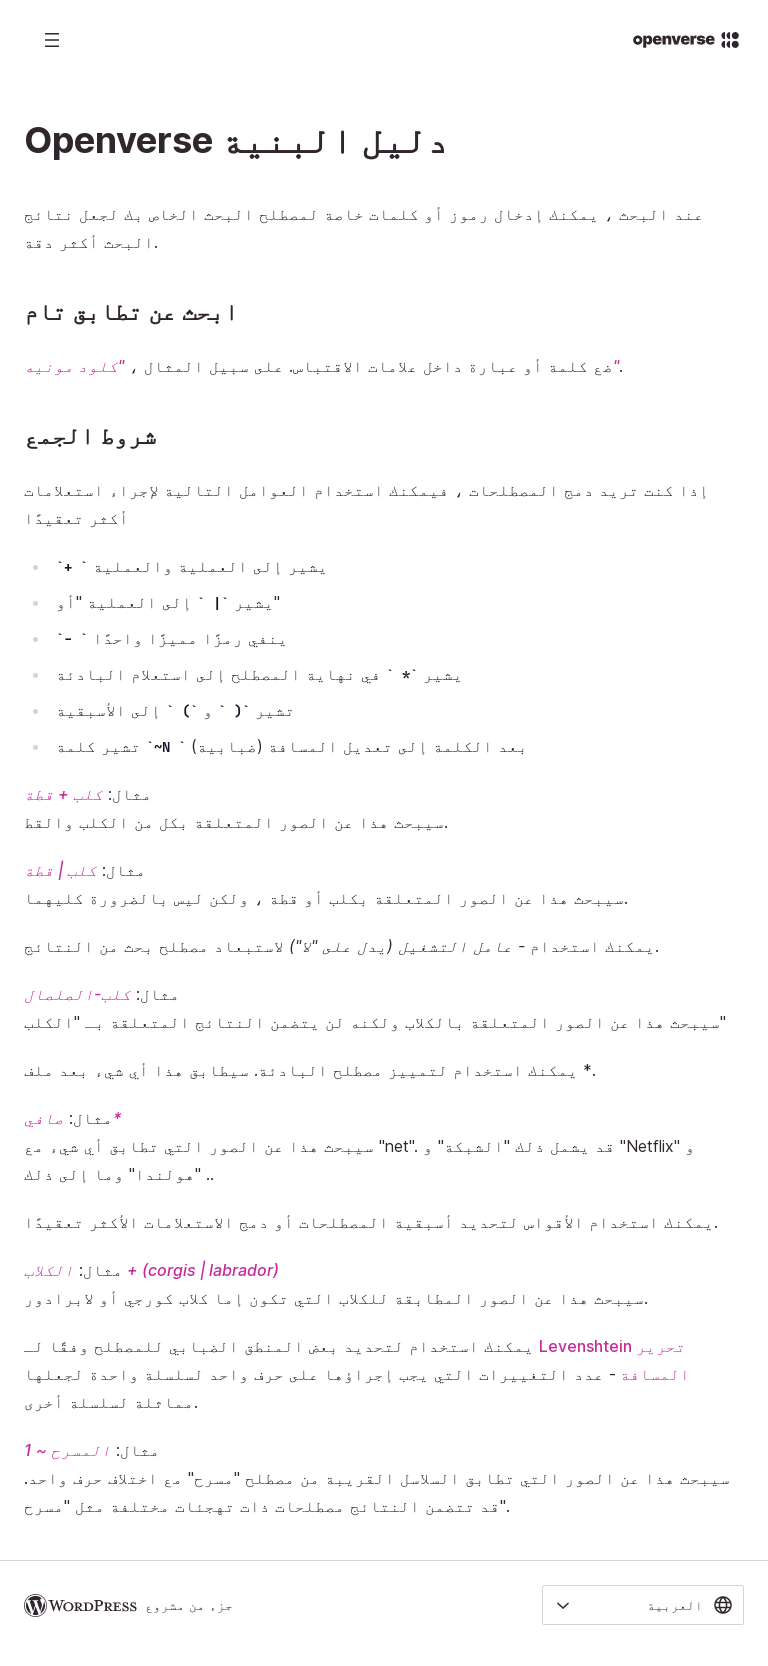 openverse
دليل البنية Openverse
عند البحث ، يمكنك إدخال رموز أو كلمات خاصة لمصطلح البحث الخاص بك لجعل نتائج
البحث أكثر دقة.
ابحث عن تطابق تام
ضع كلمة أو عبارة داخل علامات الاقتباس. على سبيل المثال ، "كلود مونيه".
شروط الجمع
إذا كنت تريد دمج المصطلحات ، فيمكنك استخدام العوامل التالية لإجراء استعلامات
أكثر تعقيدًا
` +` يشير إلى العملية والعملية
يشير `| ` إلى العملية "أو"
` -` ينفي رمزًا مميزًا واحدًا
يشير `* ` في نهاية المصطلح إلى استعلام البادئة
تشير `( ` و `) ` إلى الأسبقية
تشير كلمة ` ~N` بعد الكلمة إلى تعديل المسافة (ضبابية)
مثال: كلب + قطة
سيبحث هذا عن الصور المتعلقة بكل من الكلب والقط.
مثال: كلب | قطة
سيبحث هذا عن الصور المتعلقة بكلب أو قطة ، ولكن ليس بالضرورة كليهما.
يمكنك استخدام - عامل التشغيل (يدل على "لا") لاستبعاد مصطلح بحث من النتائج.
مثال: كلب-الصلصال
سيبحث هذا عن الصور المتعلقة بالكلاب ولكنه لن يتضمن النتائج المتعلقة بـ "الكلب"
يمكنك استخدام لتمييز مصطلح البادئة. سيطابق هذا أي شيء بعد ملف *.
مثال: صافي*
سيبحث هذا عن الصور التي تطابق أي شيء مع "net". قد يشمل ذلك "الشبكة" و "Netflix" و
"هولندا" وما إلى ذلك ..
يمكنك استخدام الأقواس لتحديد أسبقية المصطلحات أو دمج الاستعلامات الأكثر تعقيدًا.
مثال: الكلاب + (corgis | labrador)
سيبحث هذا عن الصور المطابقة للكلاب التي تكون إما كلاب كورجي أو لابرادور.
يمكنك استخدام لتحديد بعض المنطق الضبابي للمصطلح وفقًا لـ Levenshtein تحرير
المسافة - عدد التغييرات التي يجب إجراؤها على حرف واحد لسلسلة واحدة لجعلها
مماثلة لسلسلة أخرى.
مثال: المسرح ~ 1
سيبحث هذا عن الصور التي تطابق السلاسل القريبة من مصطلح "مسرح" مع اختلاف حرف واحد.
قد تتضمن النتائج مصطلحات ذات تهجئات مختلفة مثل "مسرح".
العربية
جزء من مشروع WORDPRESS